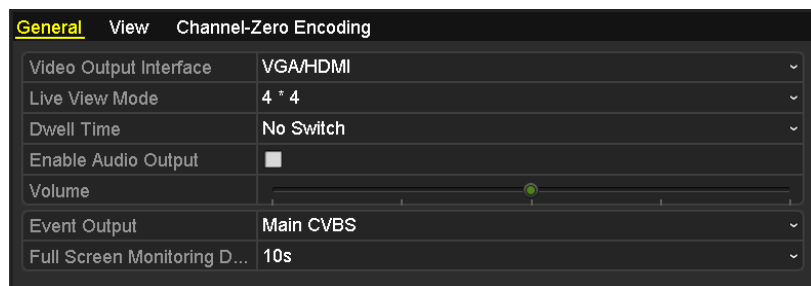 General View Channel-Zero Encoding
Video Output Interface VGA/HDMI
Live View Mode 4 * 4
Dwell Time No Switch
Enable Audio Output
Volume
Event Output Main CVBS
Full Screen Monitoring D... 10s